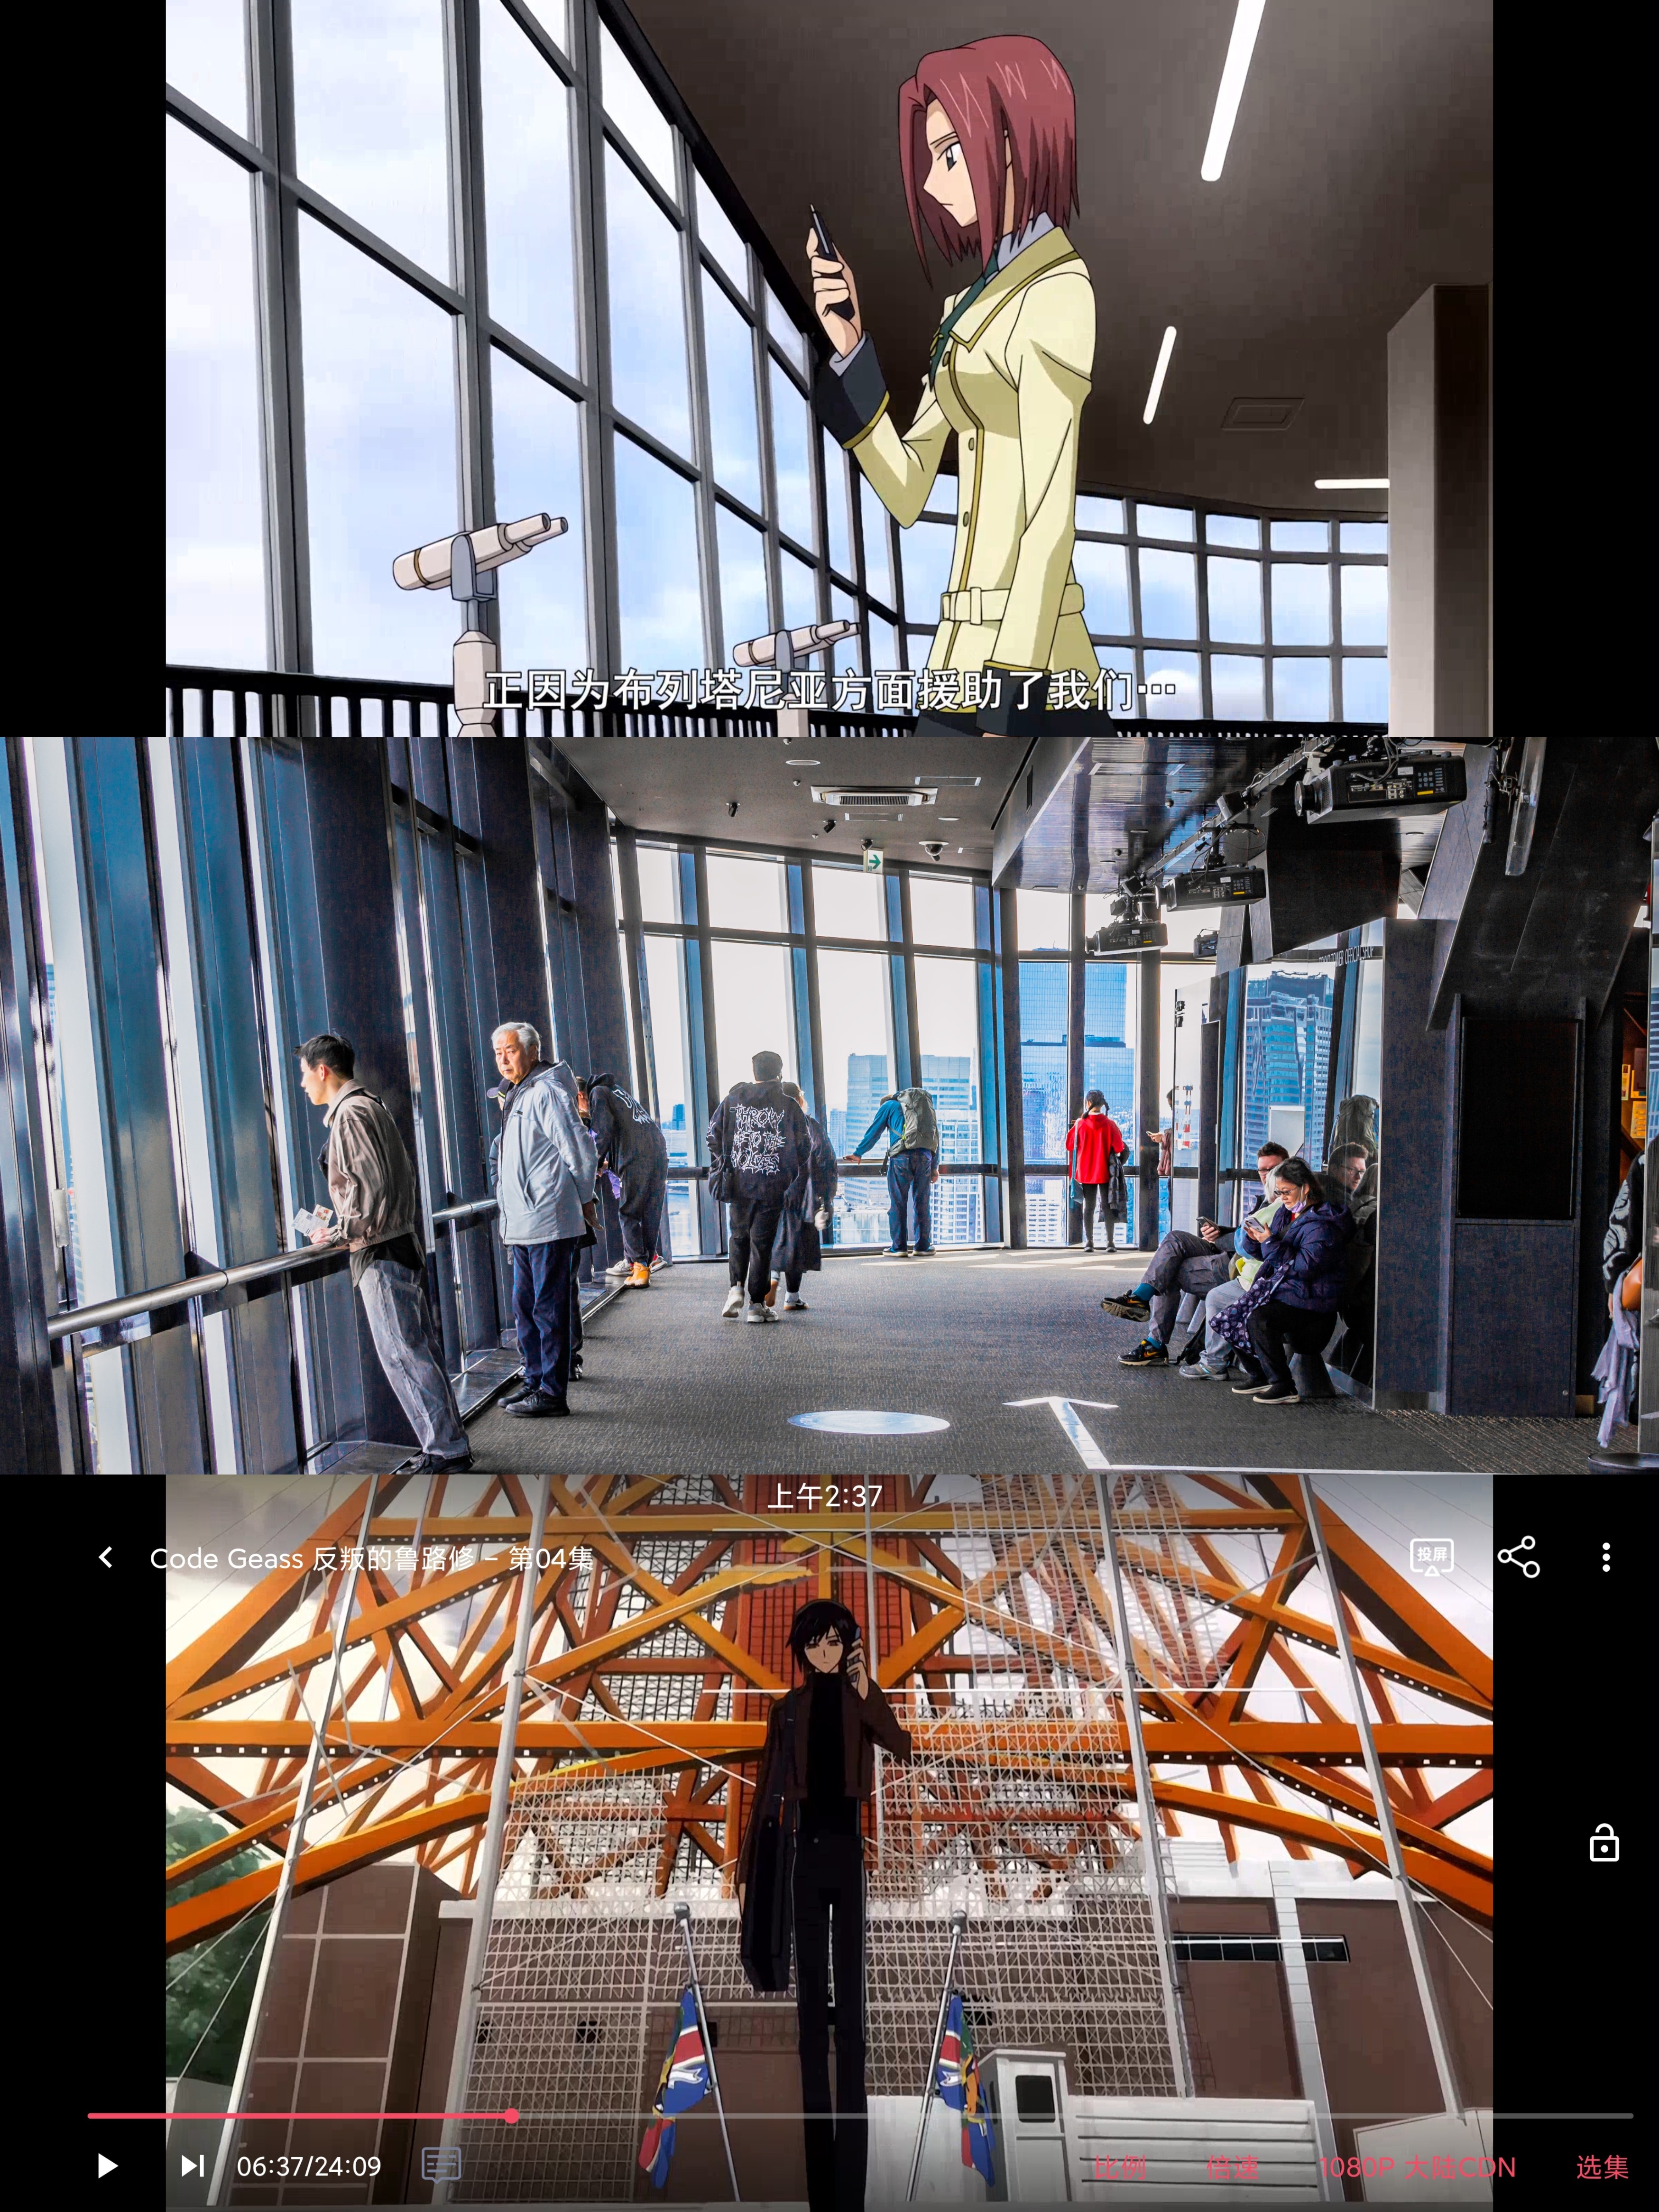 正因为布列塔尼亚方面援助了我们…
THROW
上午2:37
Code Geass 反叛的鲁路修 – 第04集
投屏
06:37/24:09
比例 倍速 1080P 大陆CDN 选集